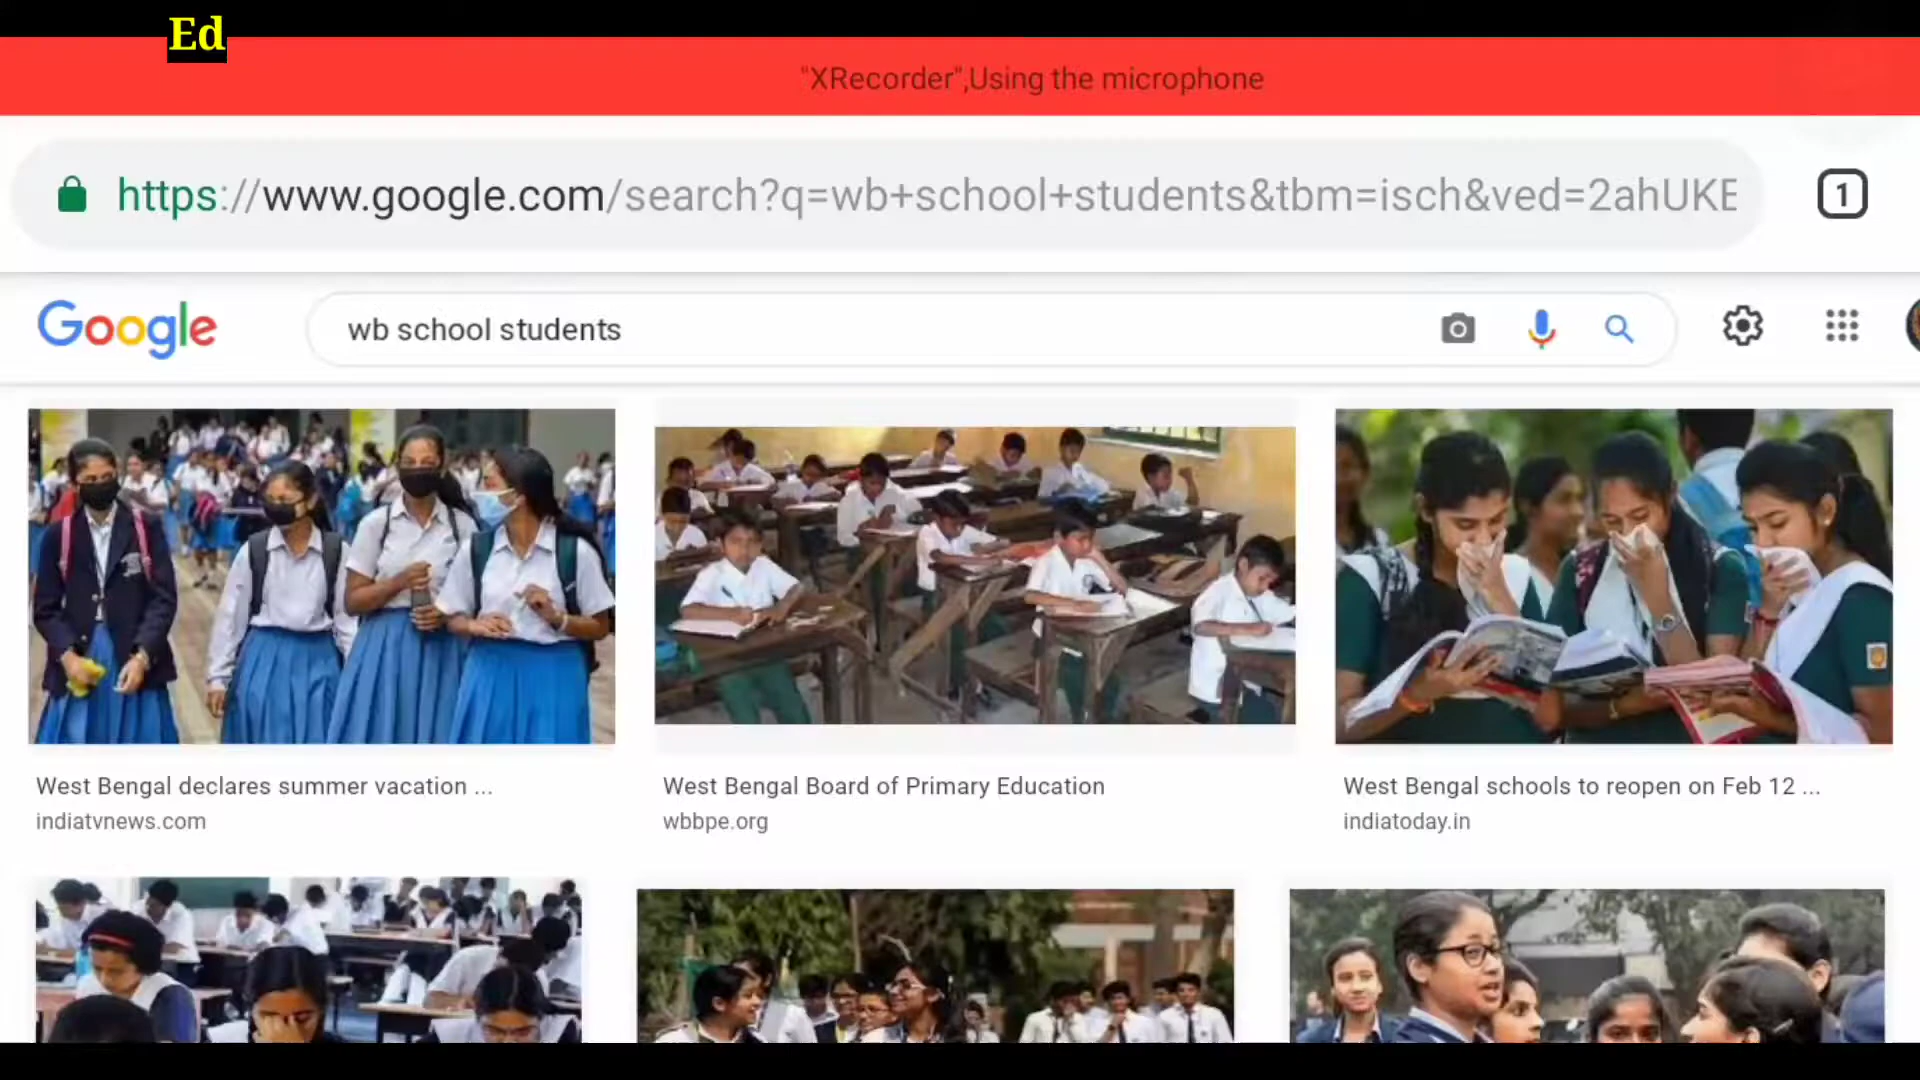 Ed
"XRecorder",Using the microphone
https://www.google.com/search?q=wb+school+students&tbm=isch&ved=2ahUKE
1
Google
wb school students
West Bengal declares summer vacation ...
indiatvnews.com
West Bengal Board of Primary Education
wbbpe.org
West Bengal schools to reopen on Feb 12 ...
indiatoday.in